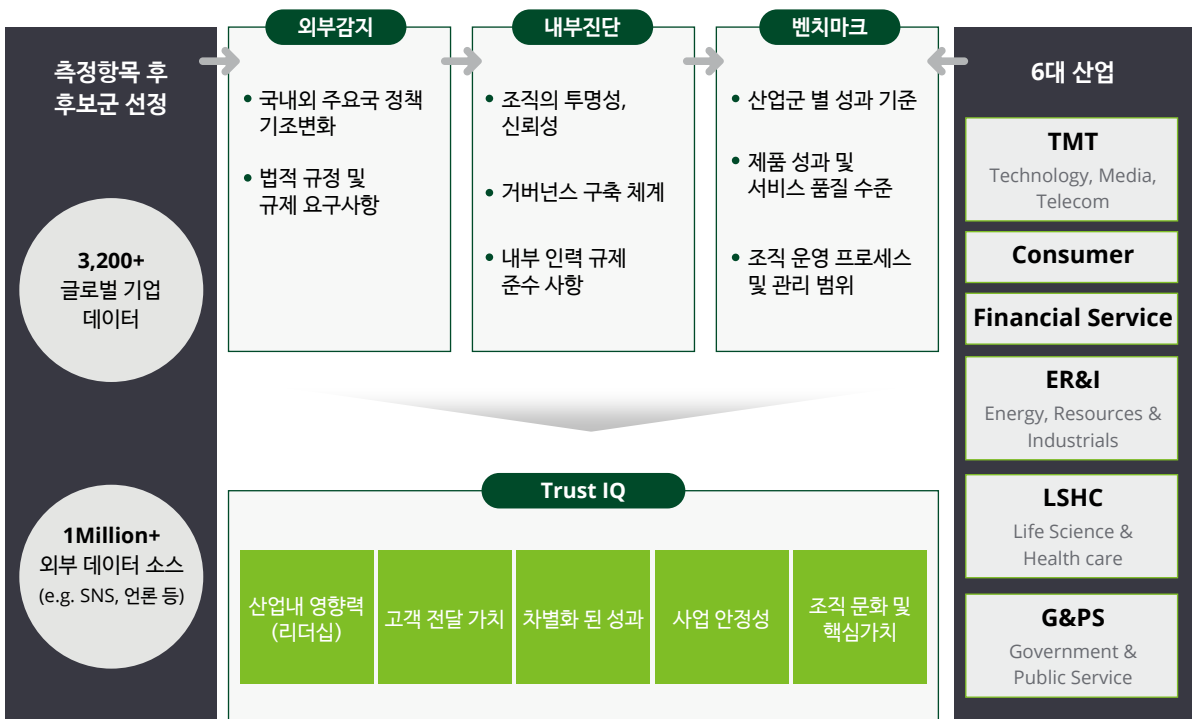 측정항목 후
후보군 선정
3,200+
글로벌 기업
데이터
1Million+
외부 데이터 소스
(e.g. SNS, 언론 등)
외부감지
• 국내외 주요국 정책
기조변화
• 법적 규정 및
규제 요구사항
내부진단
• 조직의 투명성,
신뢰성
• 거버넌스 구축 체계
• 내부 인력 규제
준수 사항
벤치마크
• 산업군 별 성과 기준
• 제품 성과 및
서비스 품질 수준
• 조직 운영 프로세스
및 관리 범위
Trust IQ
산업내 영향력
(리더십)
고객 전달 가치
차별화 된 성과
사업 안정성
조직 문화 및
핵심가치
6대 산업
TMT
Technology, Media,
Telecom
Consumer
Financial Service
ER&I
Energy, Resources &
Industrials
LSHC
Life Science &
Health care
G&PS
Government &
Public Service